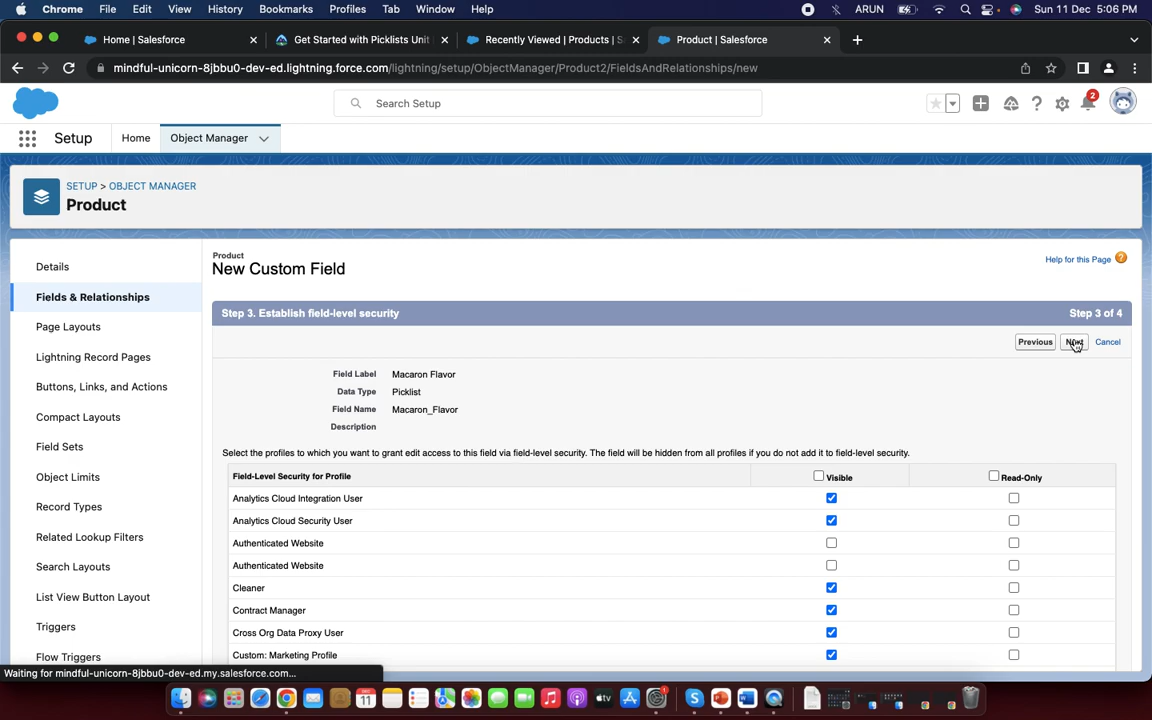 Chrome File Edit View History Bookmarks Profiles Tab Window Help ARUN Sun 11 Dec 5:06 PM
Home | Salesforce Get Started with Picklists Unit Recently Viewed | Products | S Product | Salesforce
mindful-unicorn-8jbbu0-dev-ed.lightning.force.com/lightning/setup/ObjectManager/Product2/FieldsAndRelationships/new
Search Setup 2
Setup Home Object Manager
SETUP > OBJECT MANAGER
Product
Details
Fields & Relationships
Page Layouts
Lightning Record Pages
Buttons, Links, and Actions
Compact Layouts
Field Sets
Object Limits
Record Types
Related Lookup Filters
Search Layouts
List View Button Layout
Triggers
Flow Triggers
Product
New Custom Field
Help for this Page ?
Step 3. Establish field-level security Step 3 of 4
Previous Next Cancel
Field Label Macaron Flavor
Data Type Picklist
Field Name Macaron_Flavor
Description
Select the profiles to which you want to grant edit access to this field via field-level security. The field will be hidden from all profiles if you do not add it to field-level security.
Field-Level Security for Profile Visible Read-Only
Analytics Cloud Integration User
Analytics Cloud Security User
Authenticated Website
Authenticated Website
Cleaner
Contract Manager
Cross Org Data Proxy User
Custom: Marketing Profile
Waiting for mindful-unicorn-8jbbu0-dev-ed.my.salesforce.com...